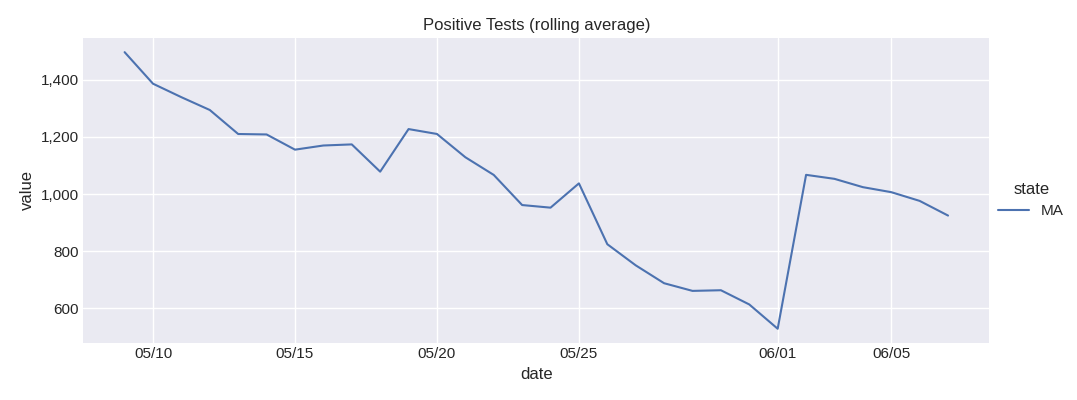 Positive Tests (rolling average)
1,400
1,200
1,000
800
600
value
05/10
05/15
05/20
05/25
06/01
06/05
date
state
MA